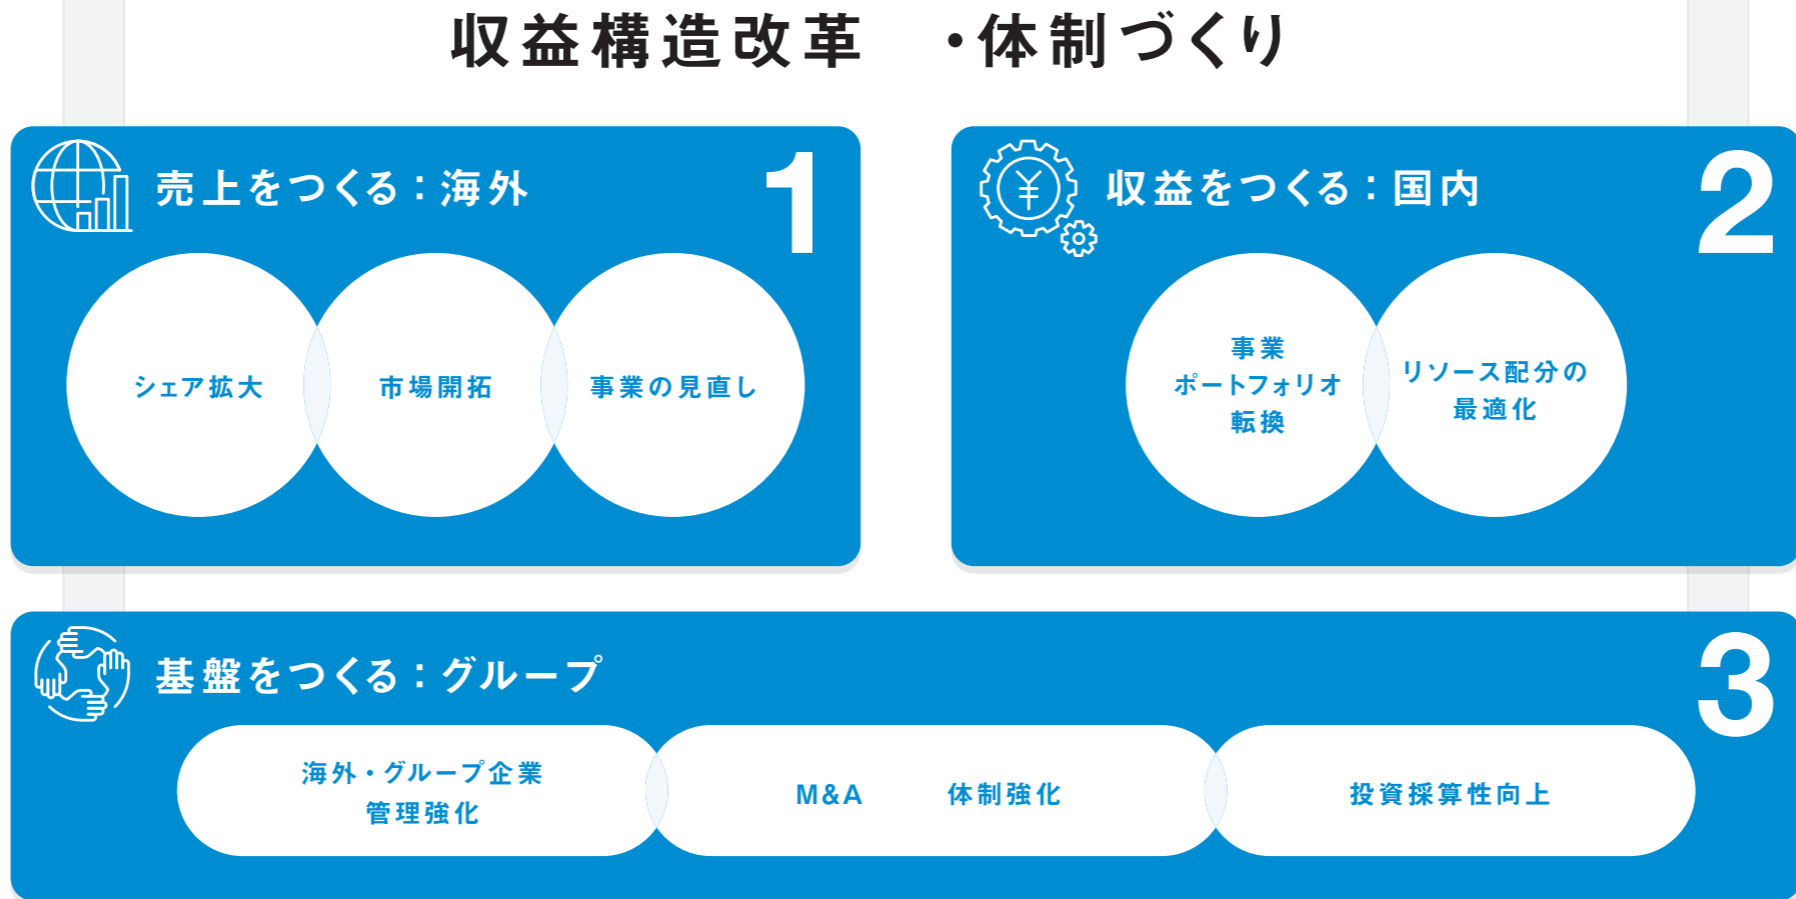 収益構造改革　・体制づくり
売上をつくる：海外
1
シェア拡大
市場開拓
事業の見直し
収益をつくる：国内
2
事業
ポートフォリオ
転換
リソース配分の
最適化
基盤をつくる：グループ
3
海外・グループ企業
管理強化
M&A　体制強化
投資採算性向上